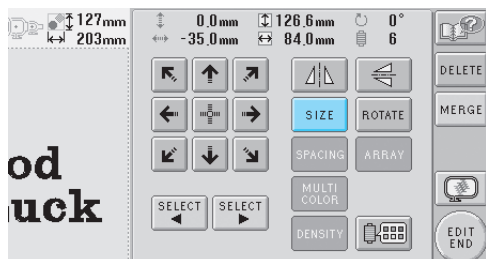 127mm 0.0mm 126.6mm 0°
203mm -35.0mm 84.0mm 6
DELETE
SIZE ROTATE MERGE
SPACING ARRAY
od
MULTI
COLOR
uck SELECT SELECT
DENSITY EDIT
END